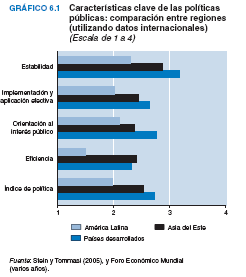 GRÁFICO 6.1 Características clave de las políticas
públicas: comparación entre regiones
(utilizando datos internacionales)
(Escala de 1 a 4)
Estabilidad
Implementación y
aplicación electiva
Orientación al
interés público
Eficiencia
Índice de política
1 2 3 4
América Latina Asia del Este
Países desarrollados
Fuente: Stein y Tommasi (2005), y Foro Económico Mundial
(varios años).